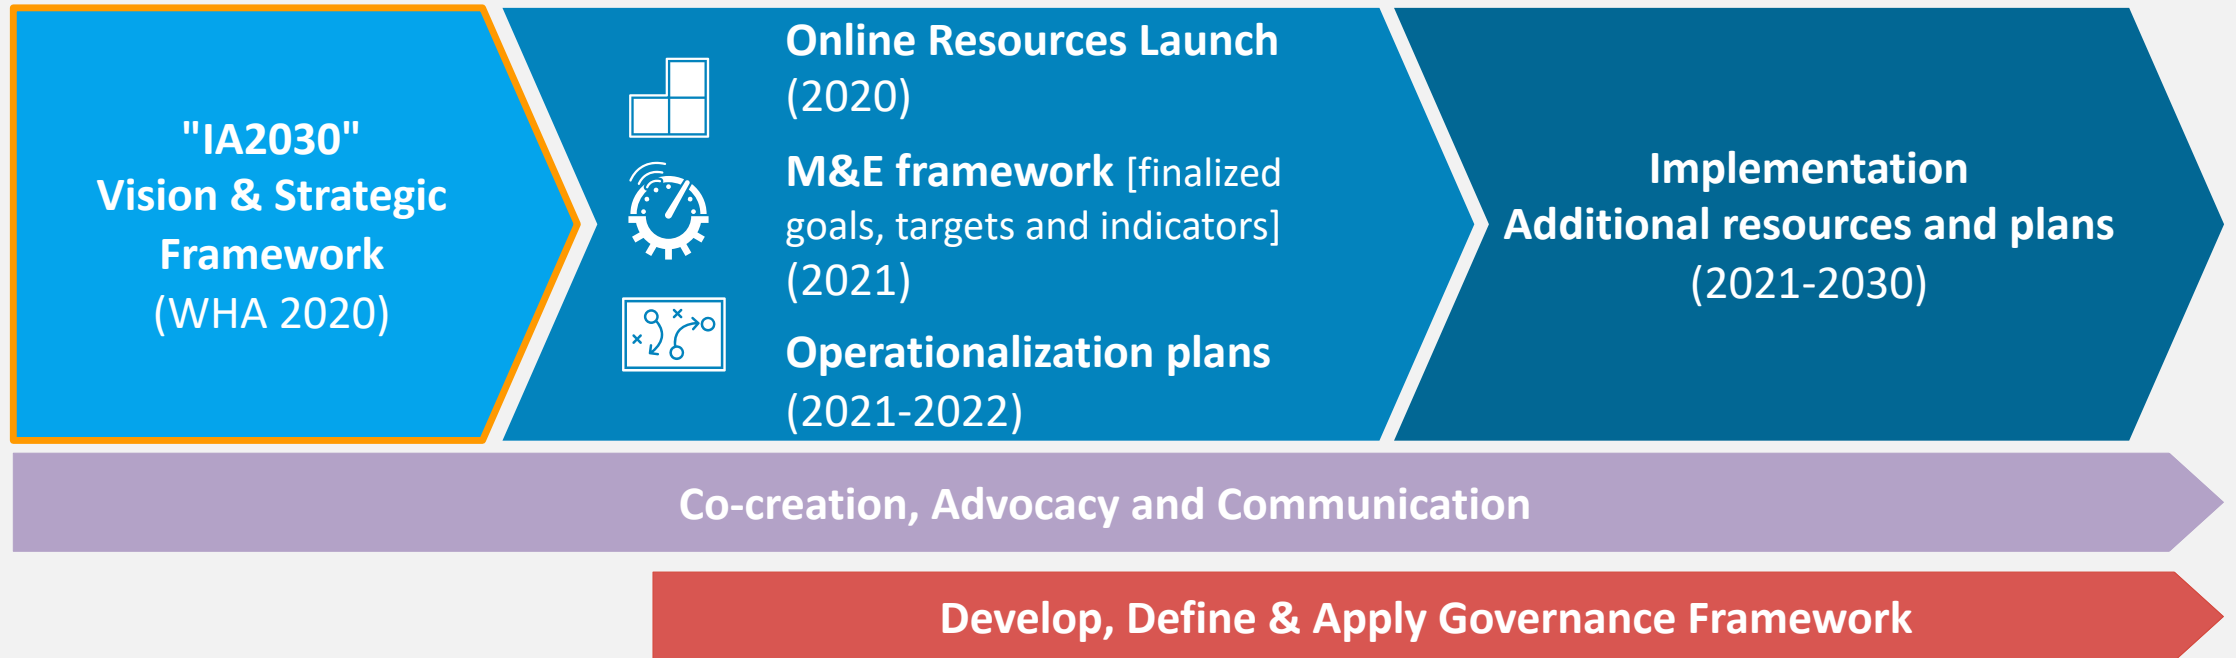 "IA2030"
Vision & Strategic
Framework
(WHA 2020)
Online Resources Launch
(2020)
M&E framework [finalized
goals, targets and indicators]
(2021)
Operationalization plans
(2021-2022)
Implementation
Additional resources and plans
(2021-2030)
Co-creation, Advocacy and Communication
Develop, Define & Apply Governance Framework